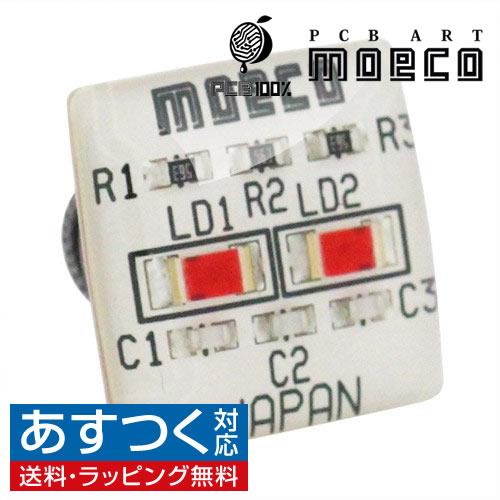 PCB ART
moeco
PCB100%
moeco
R1 R2 R3
LD1 LD2
C1 C2 C3
JAPAN
あすつく対応
送料・ラッピング無料